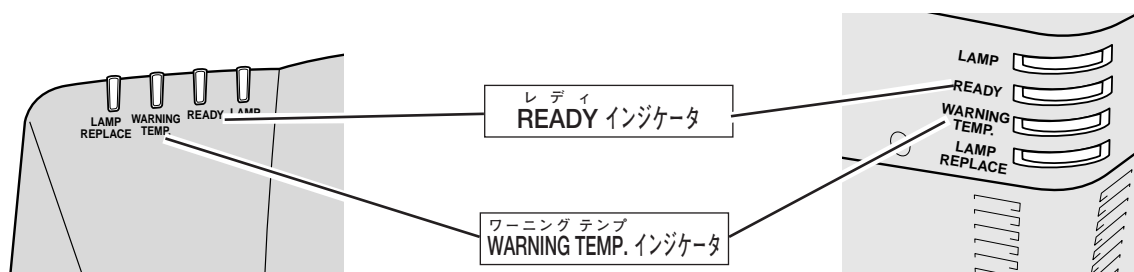 LAMP
REPLACE
WARNING
TEMP.
READY
LAMP
レディ
READY インジケータ
ワーニング テンプ
WARNING TEMP. インジケータ
LAMP
READY
WARNING
TEMP.
LAMP
REPLACE